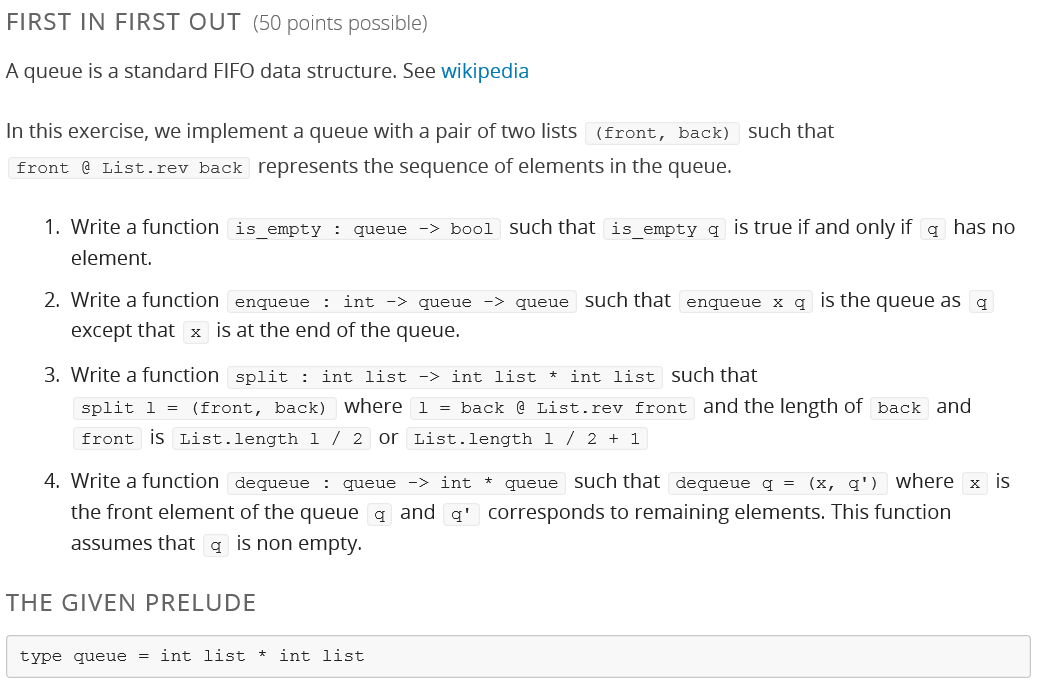 FIRST IN FIRST OUT (50 points possible)
A queue is a standard FIFO data structure. See wikipedia
In this exercise, we implement a queue with a pair of two lists (front, back) such that
front @ List.rev back represents the sequence of elements in the queue.
1. Write a function is_empty : queue -> bool such that is_empty q is true if and only if q has no
element.
2. Write a function enqueue : int -> queue -> queue such that enqueue x q is the queue as q
except that x is at the end of the queue.
3. Write a function split : int list -> int list * int list such that
split l = (front, back) where l = back @ List.rev front and the length of back and
front is List.length l / 2 or List.length l / 2 + 1
4. Write a function dequeue : queue -> int * queue such that dequeue q = (x, q') where x is
the front element of the queue q and q' corresponds to remaining elements. This function
assumes that q is non empty.
THE GIVEN PRELUDE
type queue = int list * int list